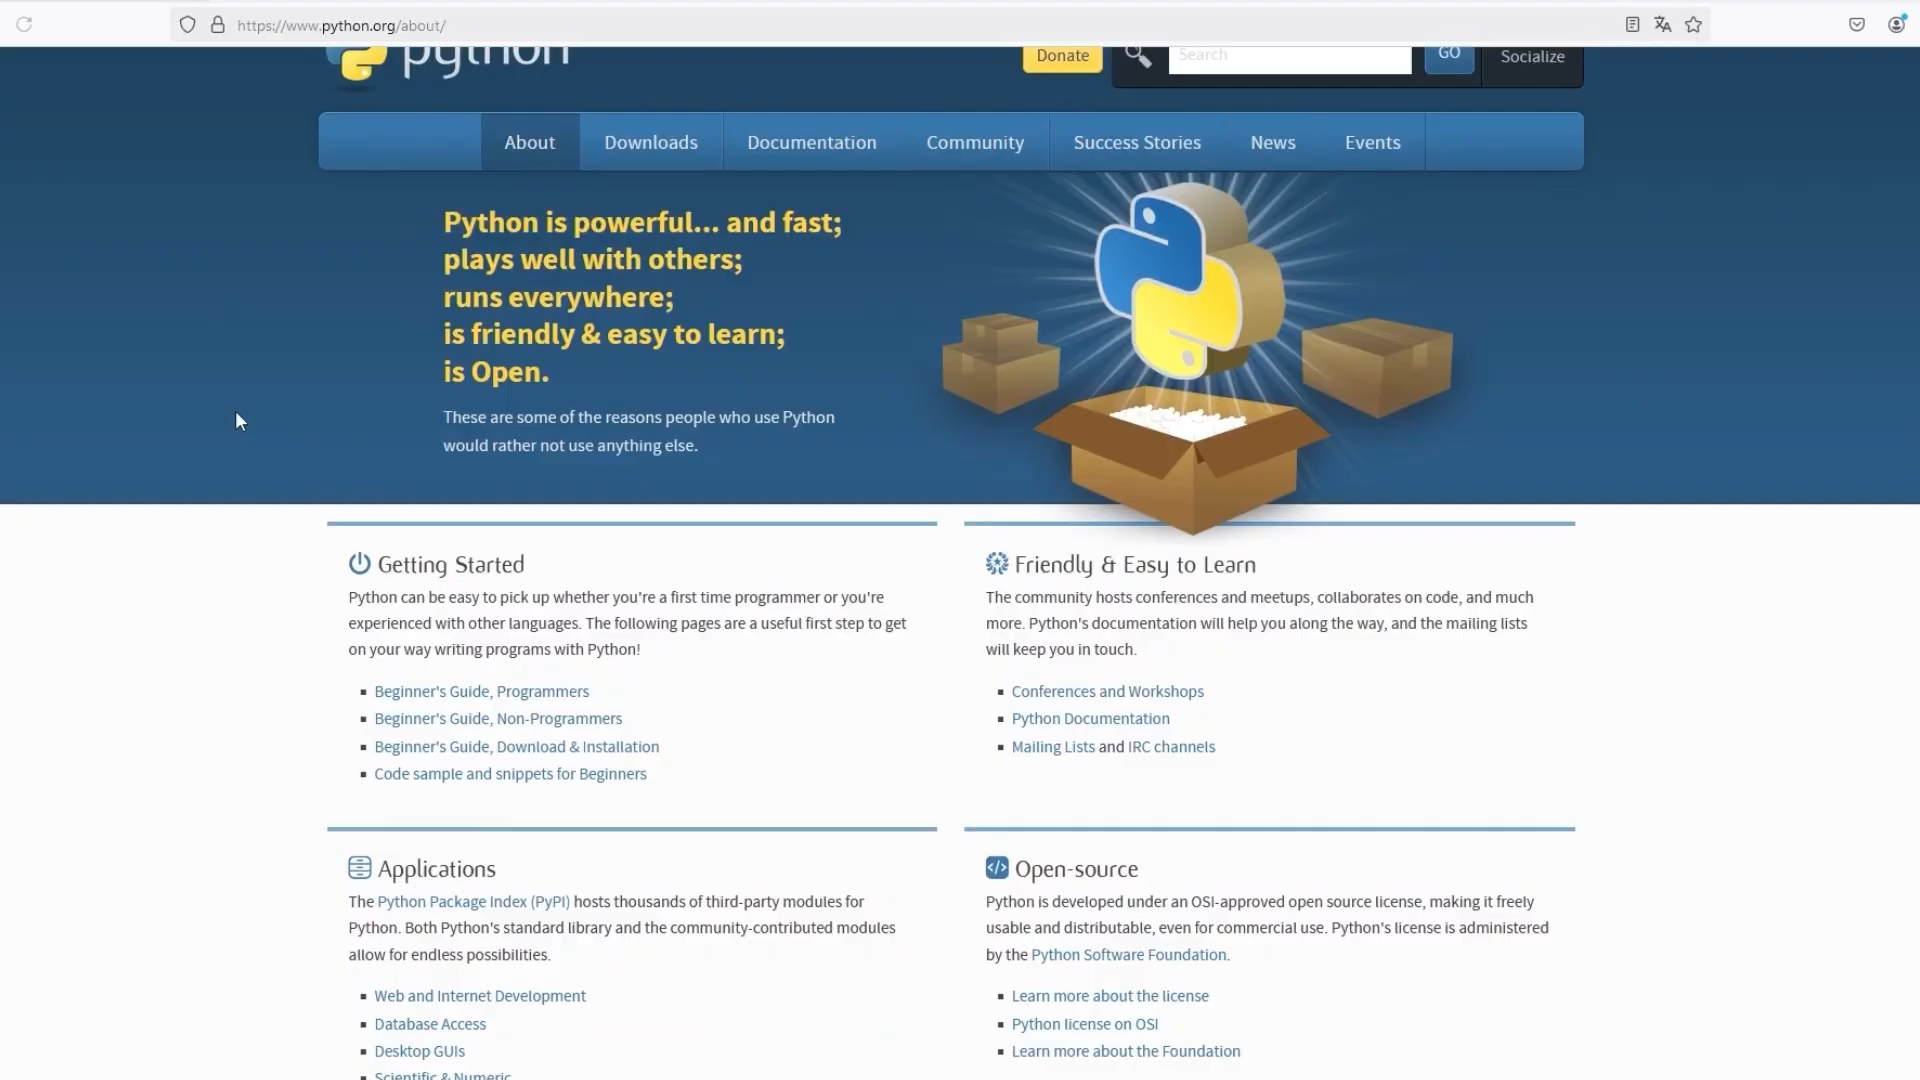 https://www.python.org/about/
python
Donate
Search
GO
Socialize
About
Downloads
Documentation
Community
Success Stories
News
Events
Python is powerful... and fast;
plays well with others;
runs everywhere;
is friendly & easy to learn;
is Open.
These are some of the reasons people who use Python
would rather not use anything else.
Getting Started
Python can be easy to pick up whether you're a first time programmer or you're
experienced with other languages. The following pages are a useful first step to get
on your way writing programs with Python!
Beginner's Guide, Programmers
Beginner's Guide, Non-Programmers
Beginner's Guide, Download & Installation
Code sample and snippets for Beginners
Friendly & Easy to Learn
The community hosts conferences and meetups, collaborates on code, and much
more. Python's documentation will help you along the way, and the mailing lists
will keep you in touch.
Conferences and Workshops
Python Documentation
Mailing Lists and IRC channels
Applications
The Python Package Index (PyPI) hosts thousands of third-party modules for
Python. Both Python's standard library and the community-contributed modules
allow for endless possibilities.
Web and Internet Development
Database Access
Desktop GUIs
Scientific & Numeric
Open-source
Python is developed under an OSI-approved open source license, making it freely
usable and distributable, even for commercial use. Python's license is administered
by the Python Software Foundation.
Learn more about the license
Python license on OSI
Learn more about the Foundation